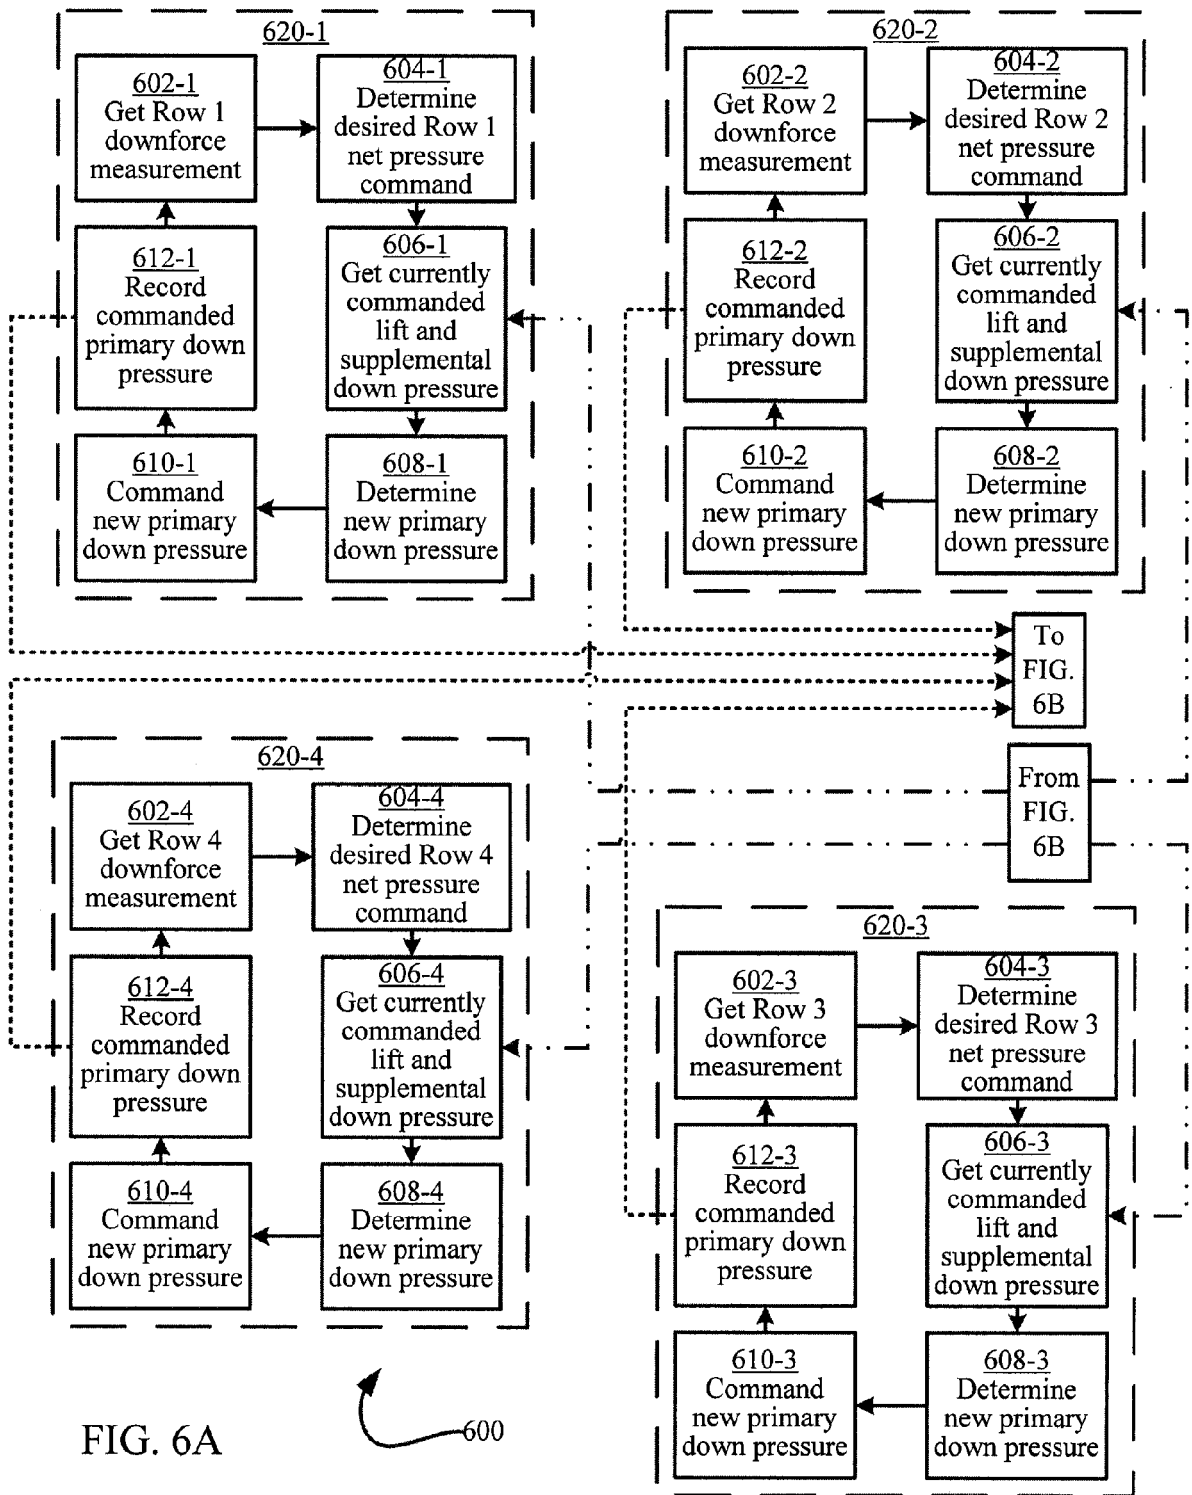 620-1
602-1
Get Row 1
downforce
measurement
604-1
Determine
desired Row 1
net pressure
command
606-1
Get currently
commanded
lift and
supplemental
down pressure
608-1
Determine
new primary
down pressure
610-1
Command
new primary
down pressure
612-1
Record
commanded
primary down
pressure
620-2
602-2
Get Row 2
downforce
measurement
604-2
Determine
desired Row 2
net pressure
command
606-2
Get currently
commanded
lift and
supplemental
down pressure
608-2
Determine
new primary
down pressure
610-2
Command
new primary
down pressure
612-2
Record
commanded
primary down
pressure
To
FIG.
6B
From
FIG.
6B
620-4
602-4
Get Row 4
downforce
measurement
604-4
Determine
desired Row 4
net pressure
command
606-4
Get currently
commanded
lift and
supplemental
down pressure
608-4
Determine
new primary
down pressure
610-4
Command
new primary
down pressure
612-4
Record
commanded
primary down
pressure
620-3
602-3
Get Row 3
downforce
measurement
604-3
Determine
desired Row 3
net pressure
command
606-3
Get currently
commanded
lift and
supplemental
down pressure
608-3
Determine
new primary
down pressure
610-3
Command
new primary
down pressure
612-3
Record
commanded
primary down
pressure
FIG. 6A
600